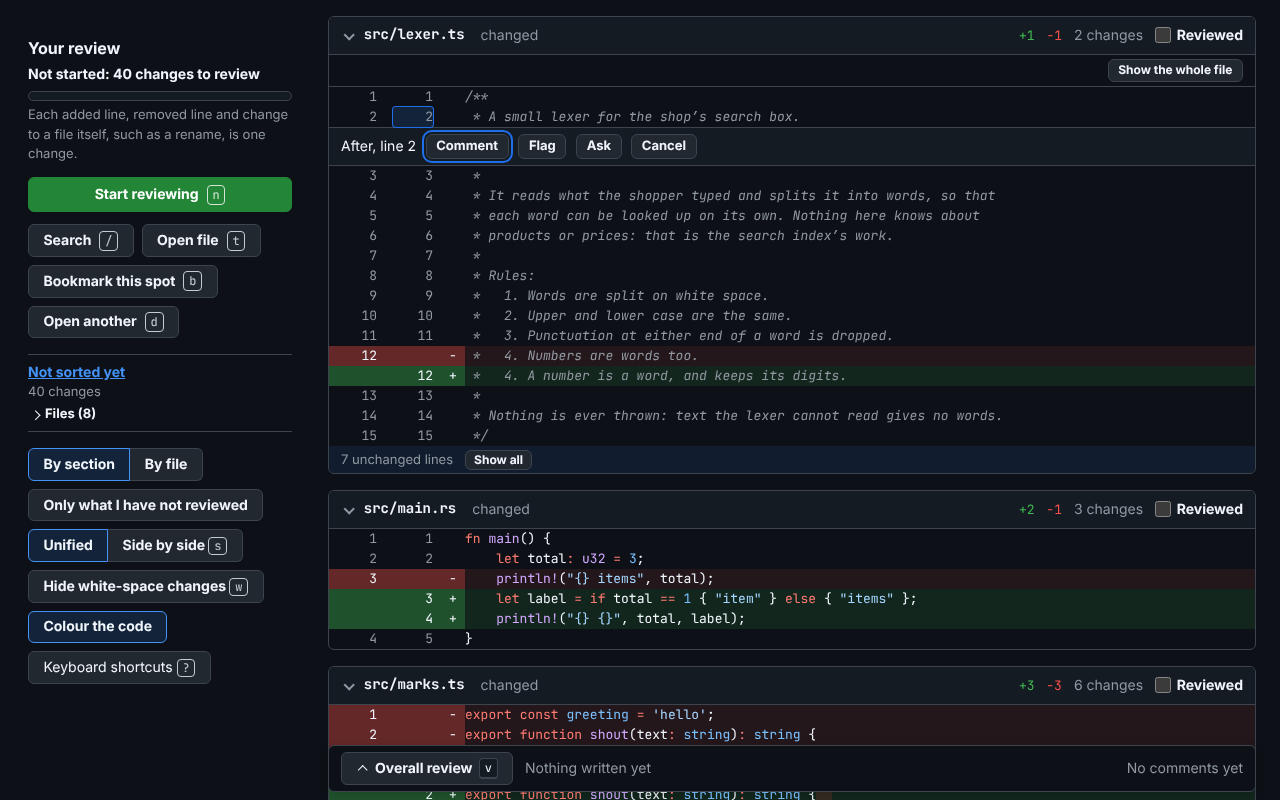 Your review
Not started: 40 changes to review
Each added line, removed line and change
to a file itself, such as a rename, is one
change.
Start reviewing n
Search / Open file t
Bookmark this spot b
Open another d
Not sorted yet
40 changes
Files (8)
By section By file
Only what I have not reviewed
Unified Side by side s
Hide white-space changes w
Colour the code
Keyboard shortcuts ?
src/lexer.ts changed +1 -1 2 changes Reviewed
Show the whole file
1 1 /**
2 2 * A small lexer for the shop’s search box.
After, line 2 Comment Flag Ask Cancel
3 3 *
4 4 * It reads what the shopper typed and splits it into words, so that
5 5 * each word can be looked up on its own. Nothing here knows about
6 6 * products or prices: that is the search index’s work.
7 7 *
8 8 * Rules:
9 9 * 1. Words are split on white space.
10 10 * 2. Upper and lower case are the same.
11 11 * 3. Punctuation at either end of a word is dropped.
12 - * 4. Numbers are words too.
12 + * 4. A number is a word, and keeps its digits.
13 13 *
14 14 * Nothing is ever thrown: text the lexer cannot read gives no words.
15 15 */
7 unchanged lines Show all
src/main.rs changed +2 -1 3 changes Reviewed
1 1 fn main() {
2 2 let total: u32 = 3;
3 - println!("{} items", total);
3 + let label = if total == 1 { "item" } else { "items" };
4 + println!("{} {}", total, label);
4 5 }
src/marks.ts changed +3 -3 6 changes Reviewed
1 - export const greeting = 'hello';
2 - export function shout(text: string): string {
Overall review v Nothing written yet No comments yet
2 + export function shout(text: string): string {